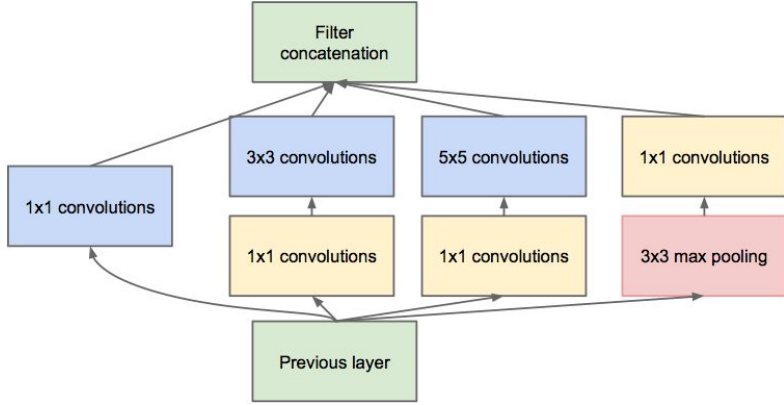 Filter
concatenation
3x3 convolutions
5x5 convolutions
1x1 convolutions
1x1 convolutions
1x1 convolutions
1x1 convolutions
3x3 max pooling
Previous layer